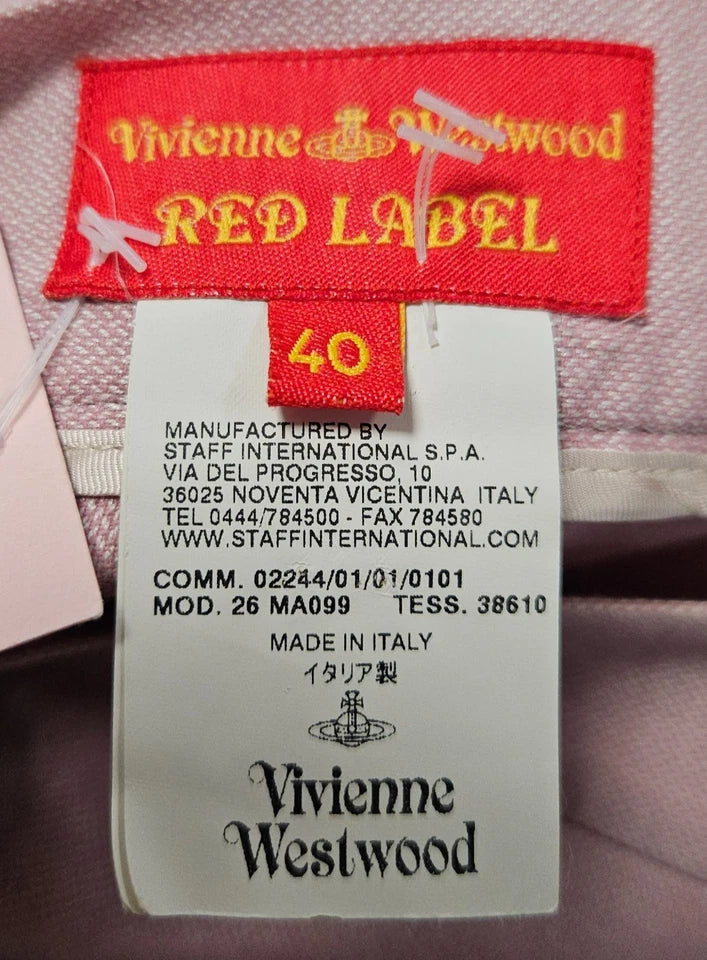 Vivienne Westwood
RED LABEL
40
MANUFACTURED BY
STAFF INTERNATIONAL S.P.A.
VIA DEL PROGRESSO, 10
36025 NOVENTA VICENTINA ITALY
TEL 0444/784500 - FAX 784580
WWW.STAFFINTERNATIONAL.COM
COMM. 02244/01/01/0101
MOD. 26 MA099 TESS. 38610
MADE IN ITALY
イタリア製
Vivienne
Westwood